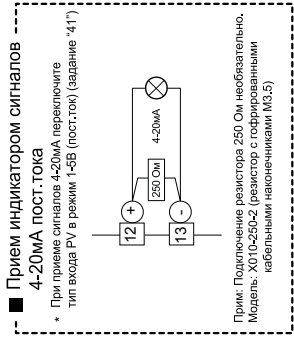 ■ Прием индикатором сигналов
4-20мА пост.тока
* При приеме сигналов 4-20мА переключите
тип входа PV в режим 1-5В (пост.ток) (задание "41")
12
+
250 Ом
4-20мА
13
-
Прим: Подключение резистора 250 Ом необязательно.
Модель: X010-250-2 (резистор с гофрированными
кабельными наконечниками М3,5)